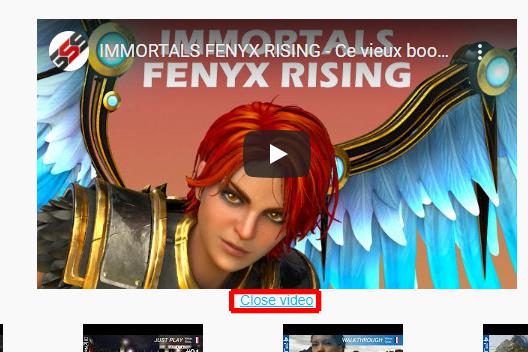 IMMORTALS FENYX RISING - Ce vieux boo...
IMMORTALS
FENYX RISING
Close video
JUST PLAY
WALKTHROUGH